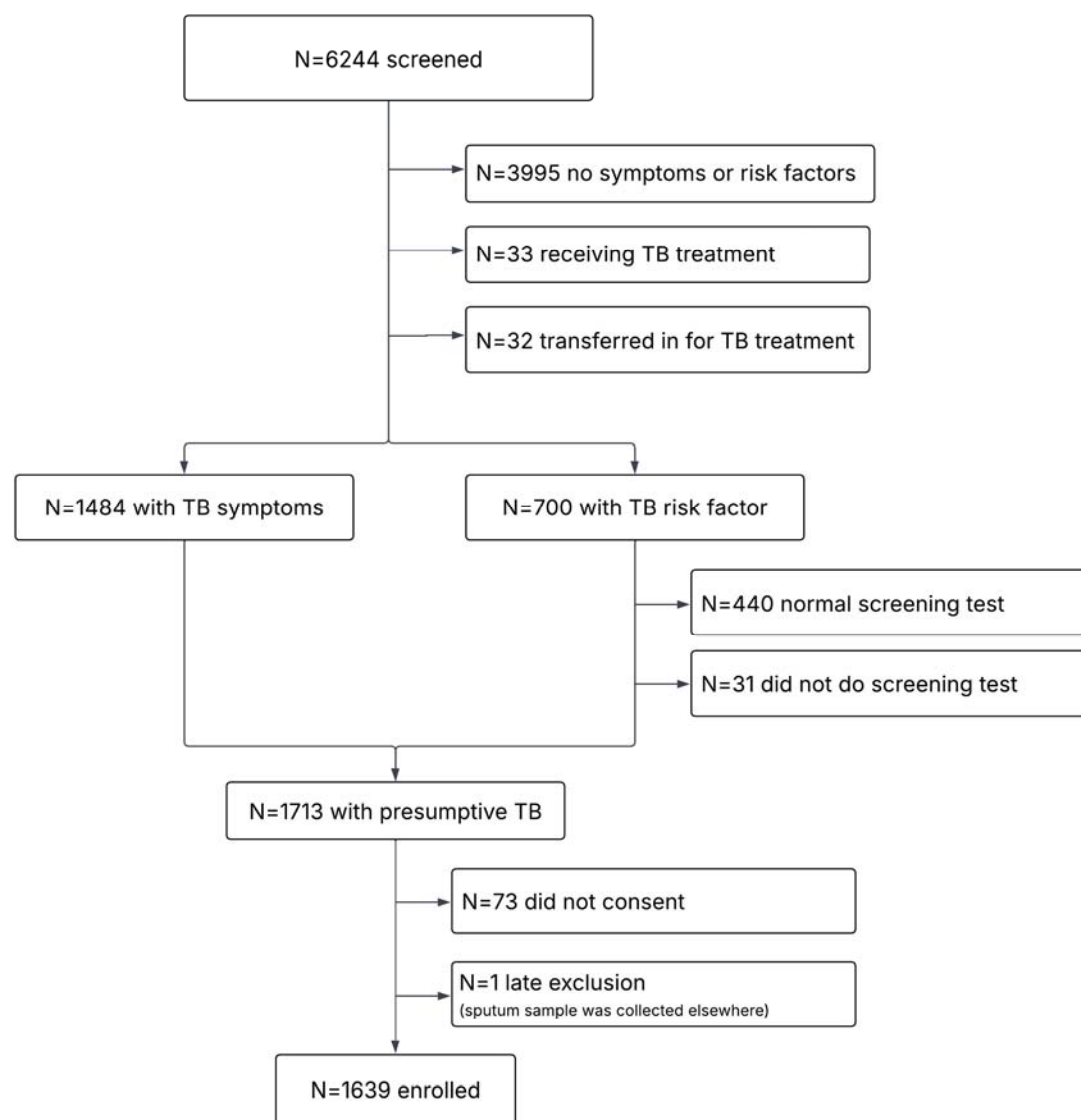 N=6244 screened
N=3995 no symptoms or risk factors
N=33 receiving TB treatment
N=32 transferred in for TB treatment
N=1484 with TB symptoms
N=700 with TB risk factor
N=440 normal screening test
N=31 did not do screening test
N=1713 with presumptive TB
N=73 did not consent
N=1 late exclusion
(sputum sample was collected elsewhere)
N=1639 enrolled